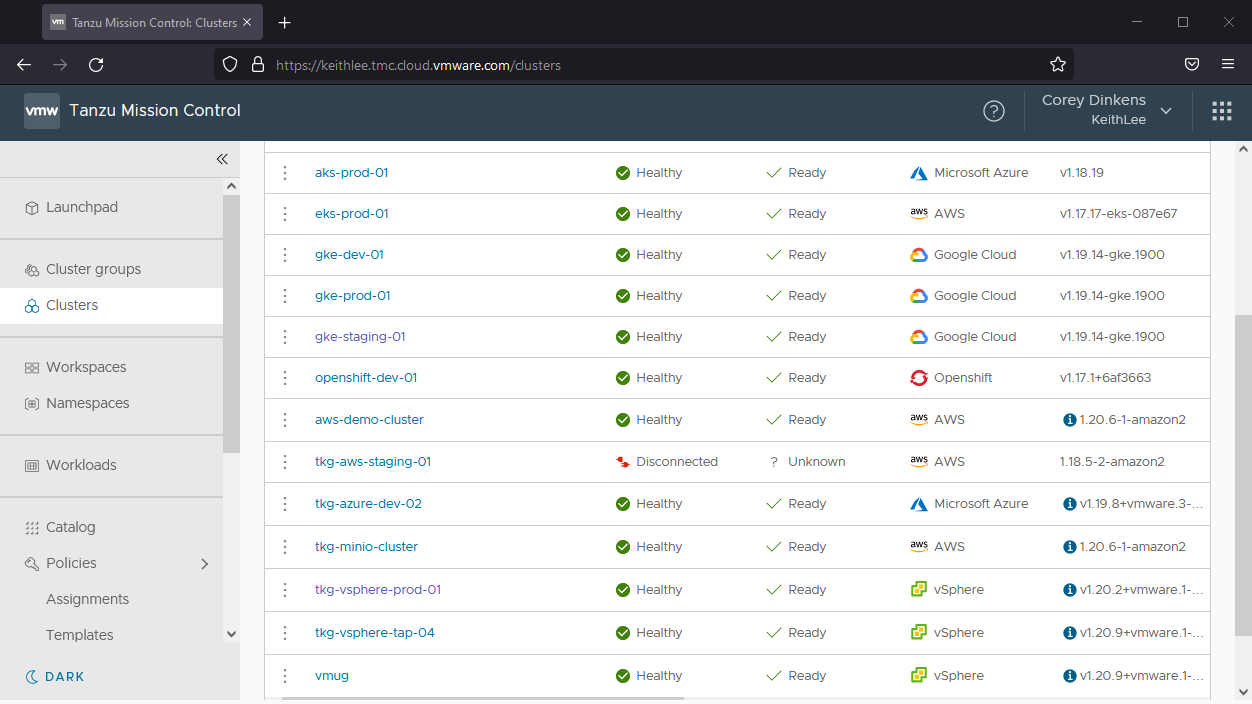 vm Tanzu Mission Control: Clusters
https://keithlee.tmc.cloud.vmware.com/clusters
vmw Tanzu Mission Control
?
Corey Dinkens
KeithLee
Launchpad
Cluster groups
Clusters
Workspaces
Namespaces
Workloads
Catalog
Policies
Assignments
Templates
DARK
aks-prod-01 Healthy Ready Microsoft Azure v1.18.19
eks-prod-01 Healthy Ready aws AWS v1.17.17-eks-087e67
gke-dev-01 Healthy Ready Google Cloud v1.19.14-gke.1900
gke-prod-01 Healthy Ready Google Cloud v1.19.14-gke.1900
gke-staging-01 Healthy Ready Google Cloud v1.19.14-gke.1900
openshift-dev-01 Healthy Ready Openshift v1.17.1+6af3663
aws-demo-cluster Healthy Ready aws AWS 1.20.6-1-amazon2
tkg-aws-staging-01 Disconnected ? Unknown aws AWS 1.18.5-2-amazon2
tkg-azure-dev-02 Healthy Ready Microsoft Azure v1.19.8+vmware.3-...
tkg-minio-cluster Healthy Ready aws AWS 1.20.6-1-amazon2
tkg-vsphere-prod-01 Healthy Ready vSphere v1.20.2+vmware.1-...
tkg-vsphere-tap-04 Healthy Ready vSphere v1.20.9+vmware.1-...
vmug Healthy Ready vSphere v1.20.9+vmware.1-...